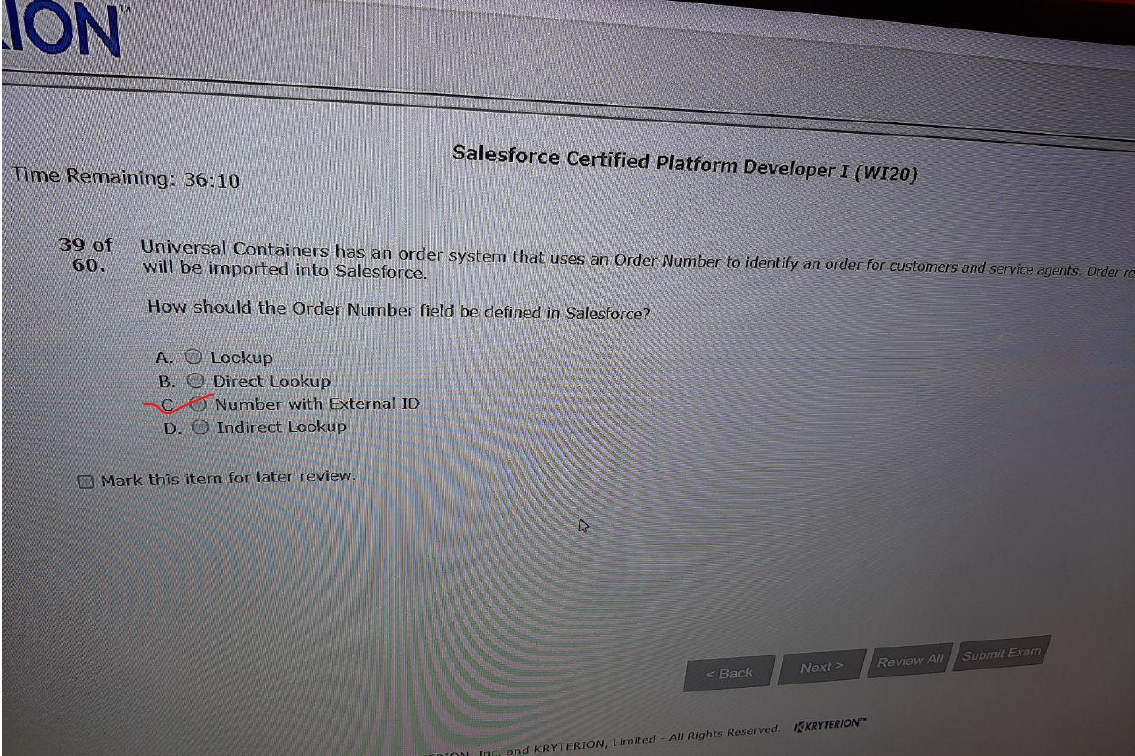 ION™
Salesforce Certified Platform Developer I (WI20)
Time Remaining: 36:10
39 of 60.
Universal Containers has an order system that uses an Order Number to identify an order for customers and service agents. Order
will be imported into Salesforce.
How should the Order Number field be defined in Salesforce?
A. Lookup
B. Direct Lookup
C. Number with External ID
D. Indirect Lookup
Mark this item for later review.
< Back
Next >
Review All
Submit Exam
Inc. and KRYTERION, Limited - All Rights Reserved. KRYTERION™